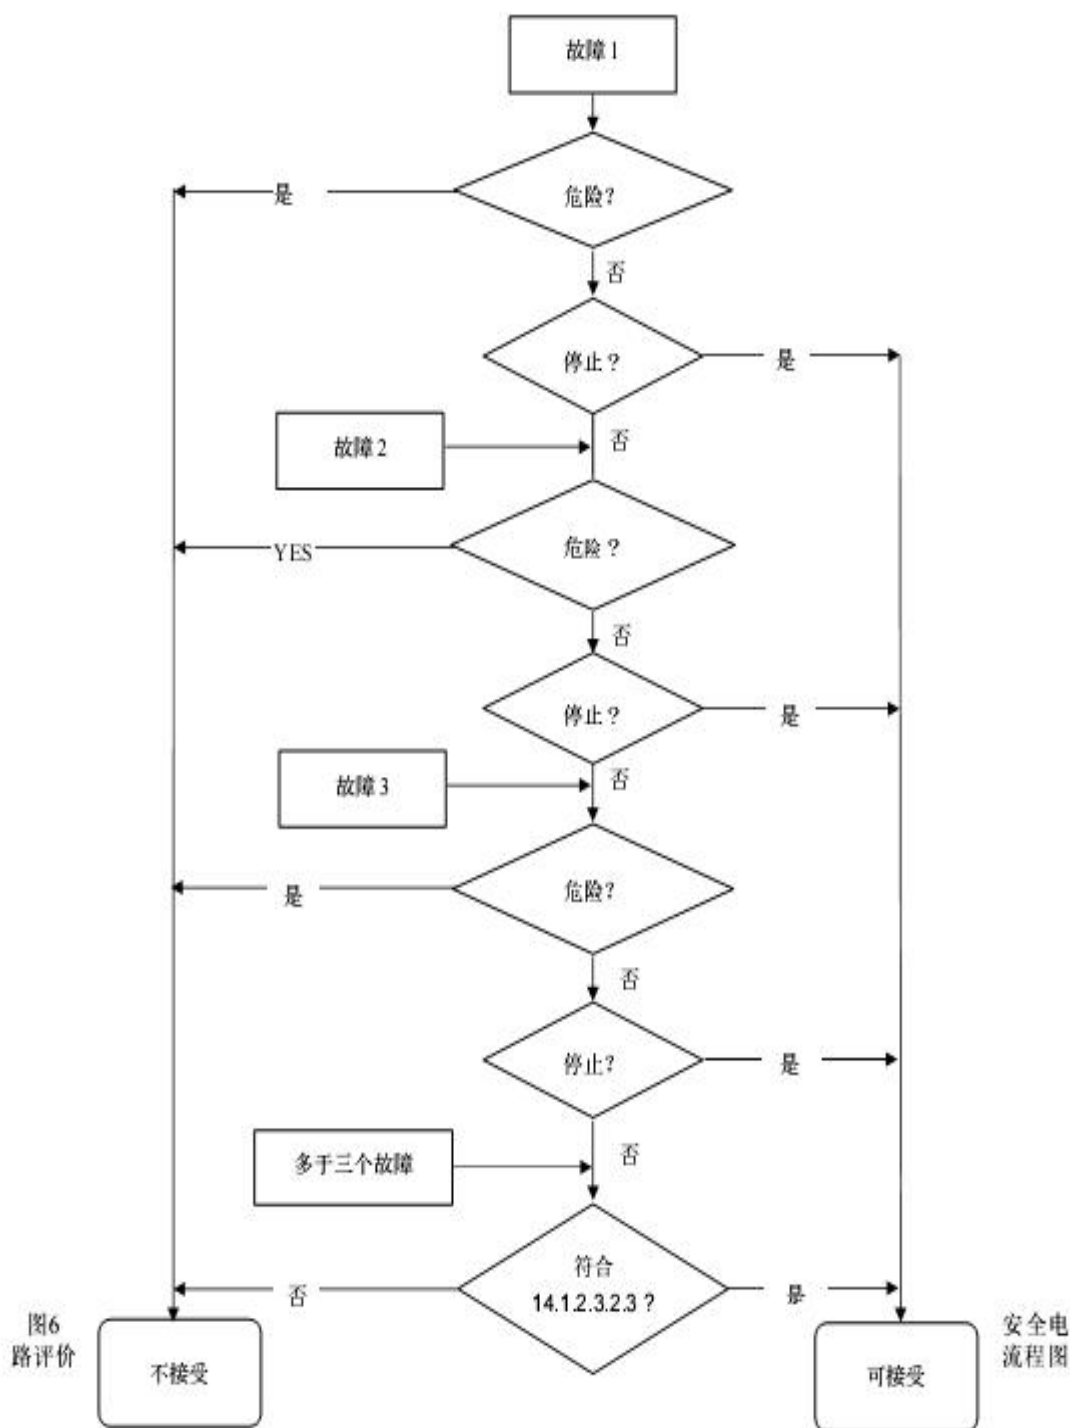 故障1
危险?
是
否
停止?
是
故障2
否
危险?
YES
否
停止?
是
故障3
否
危险?
是
否
停止?
是
多于三个故障
否
符合
14.1.2.3.2.3 ?
否
是
图6
路评价
不接受
可接受
安全电
流程图